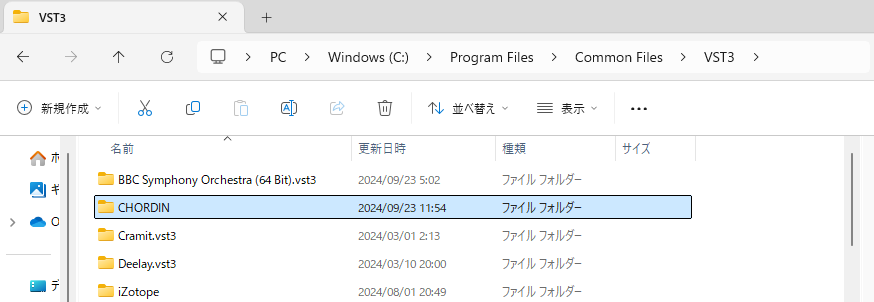 VST3
PC > Windows (C:) > Program Files > Common Files > VST3 >
新規作成 並べ替え 表示
名前 更新日時 種類 サイズ
BBC Symphony Orchestra (64 Bit).vst3 2024/09/23 5:02 ファイル フォルダー
CHORDIN 2024/09/23 11:54 ファイル フォルダー
Cramit.vst3 2024/03/01 2:13 ファイル フォルダー
Deelay.vst3 2024/03/10 20:00 ファイル フォルダー
iZotope 2024/08/01 20:49 ファイル フォルダー